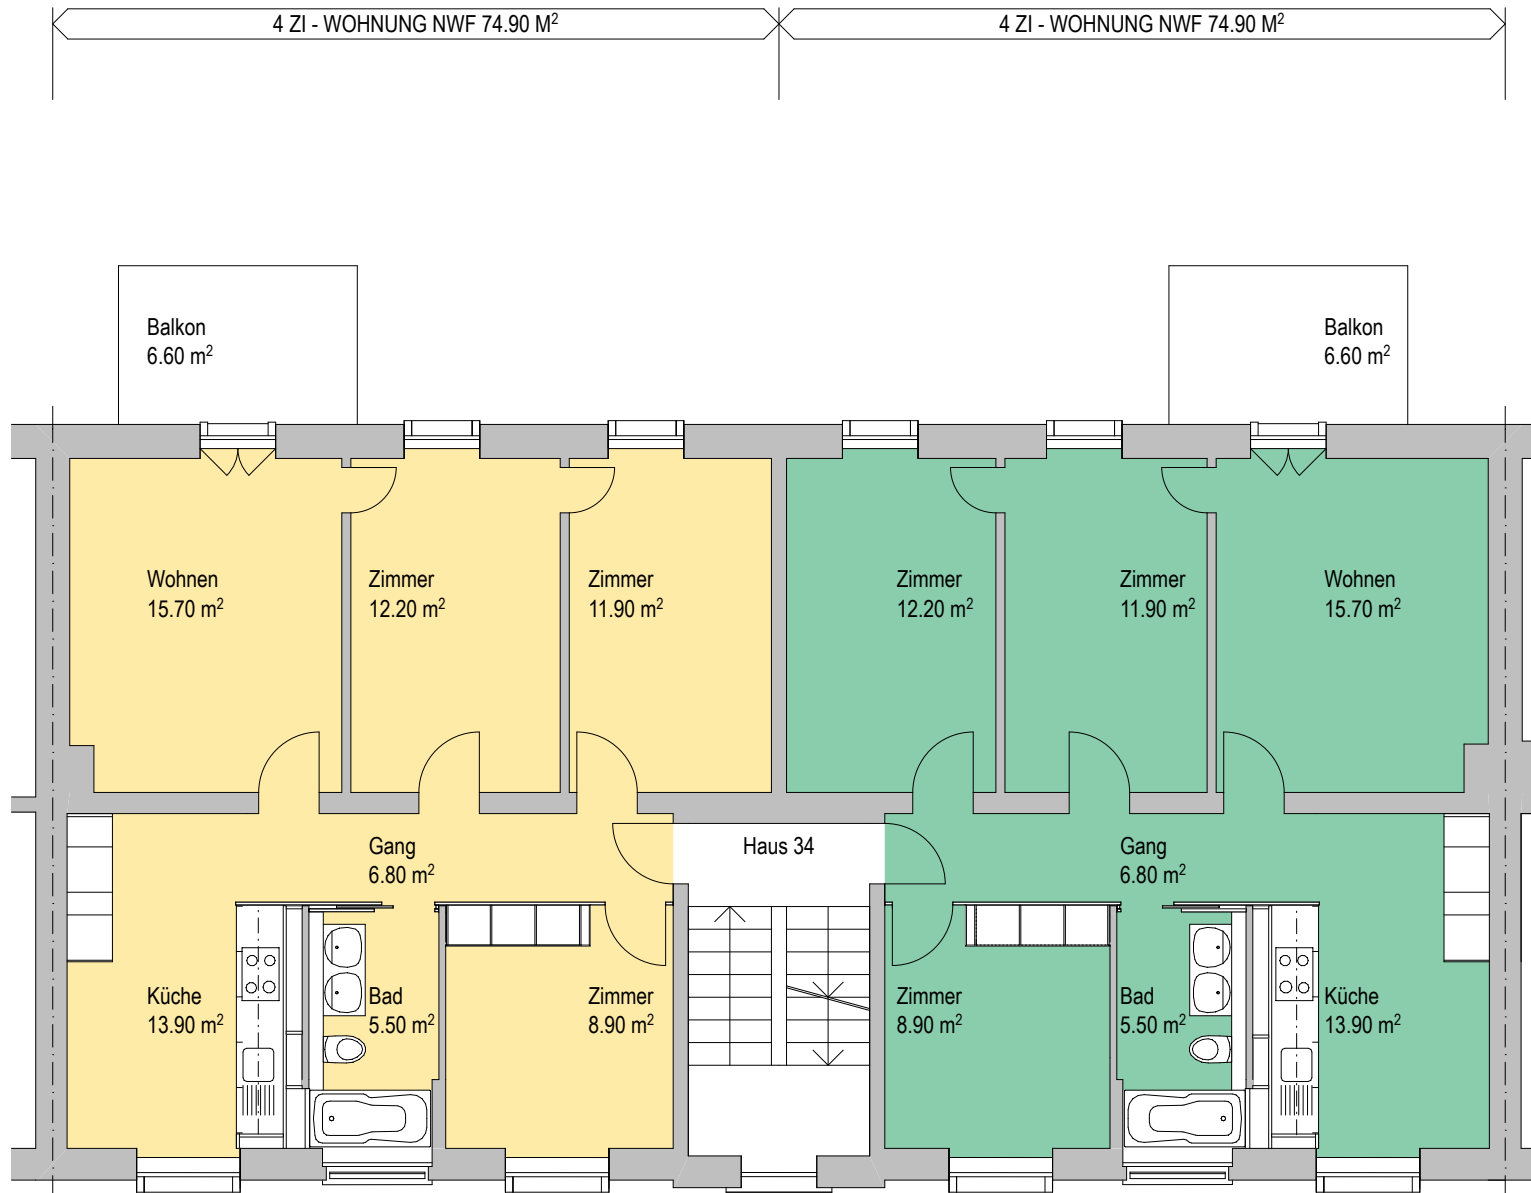 4 ZI - WOHNUNG NWF 74.90 M²
4 ZI - WOHNUNG NWF 74.90 M²
Balkon
6.60 m²
Balkon
6.60 m²
Wohnen
15.70 m²
Zimmer
12.20 m²
Zimmer
11.90 m²
Zimmer
12.20 m²
Zimmer
11.90 m²
Wohnen
15.70 m²
Gang
6.80 m²
Haus 34
Gang
6.80 m²
Küche
13.90 m²
Bad
5.50 m²
Zimmer
8.90 m²
Zimmer
8.90 m²
Bad
5.50 m²
Küche
13.90 m²